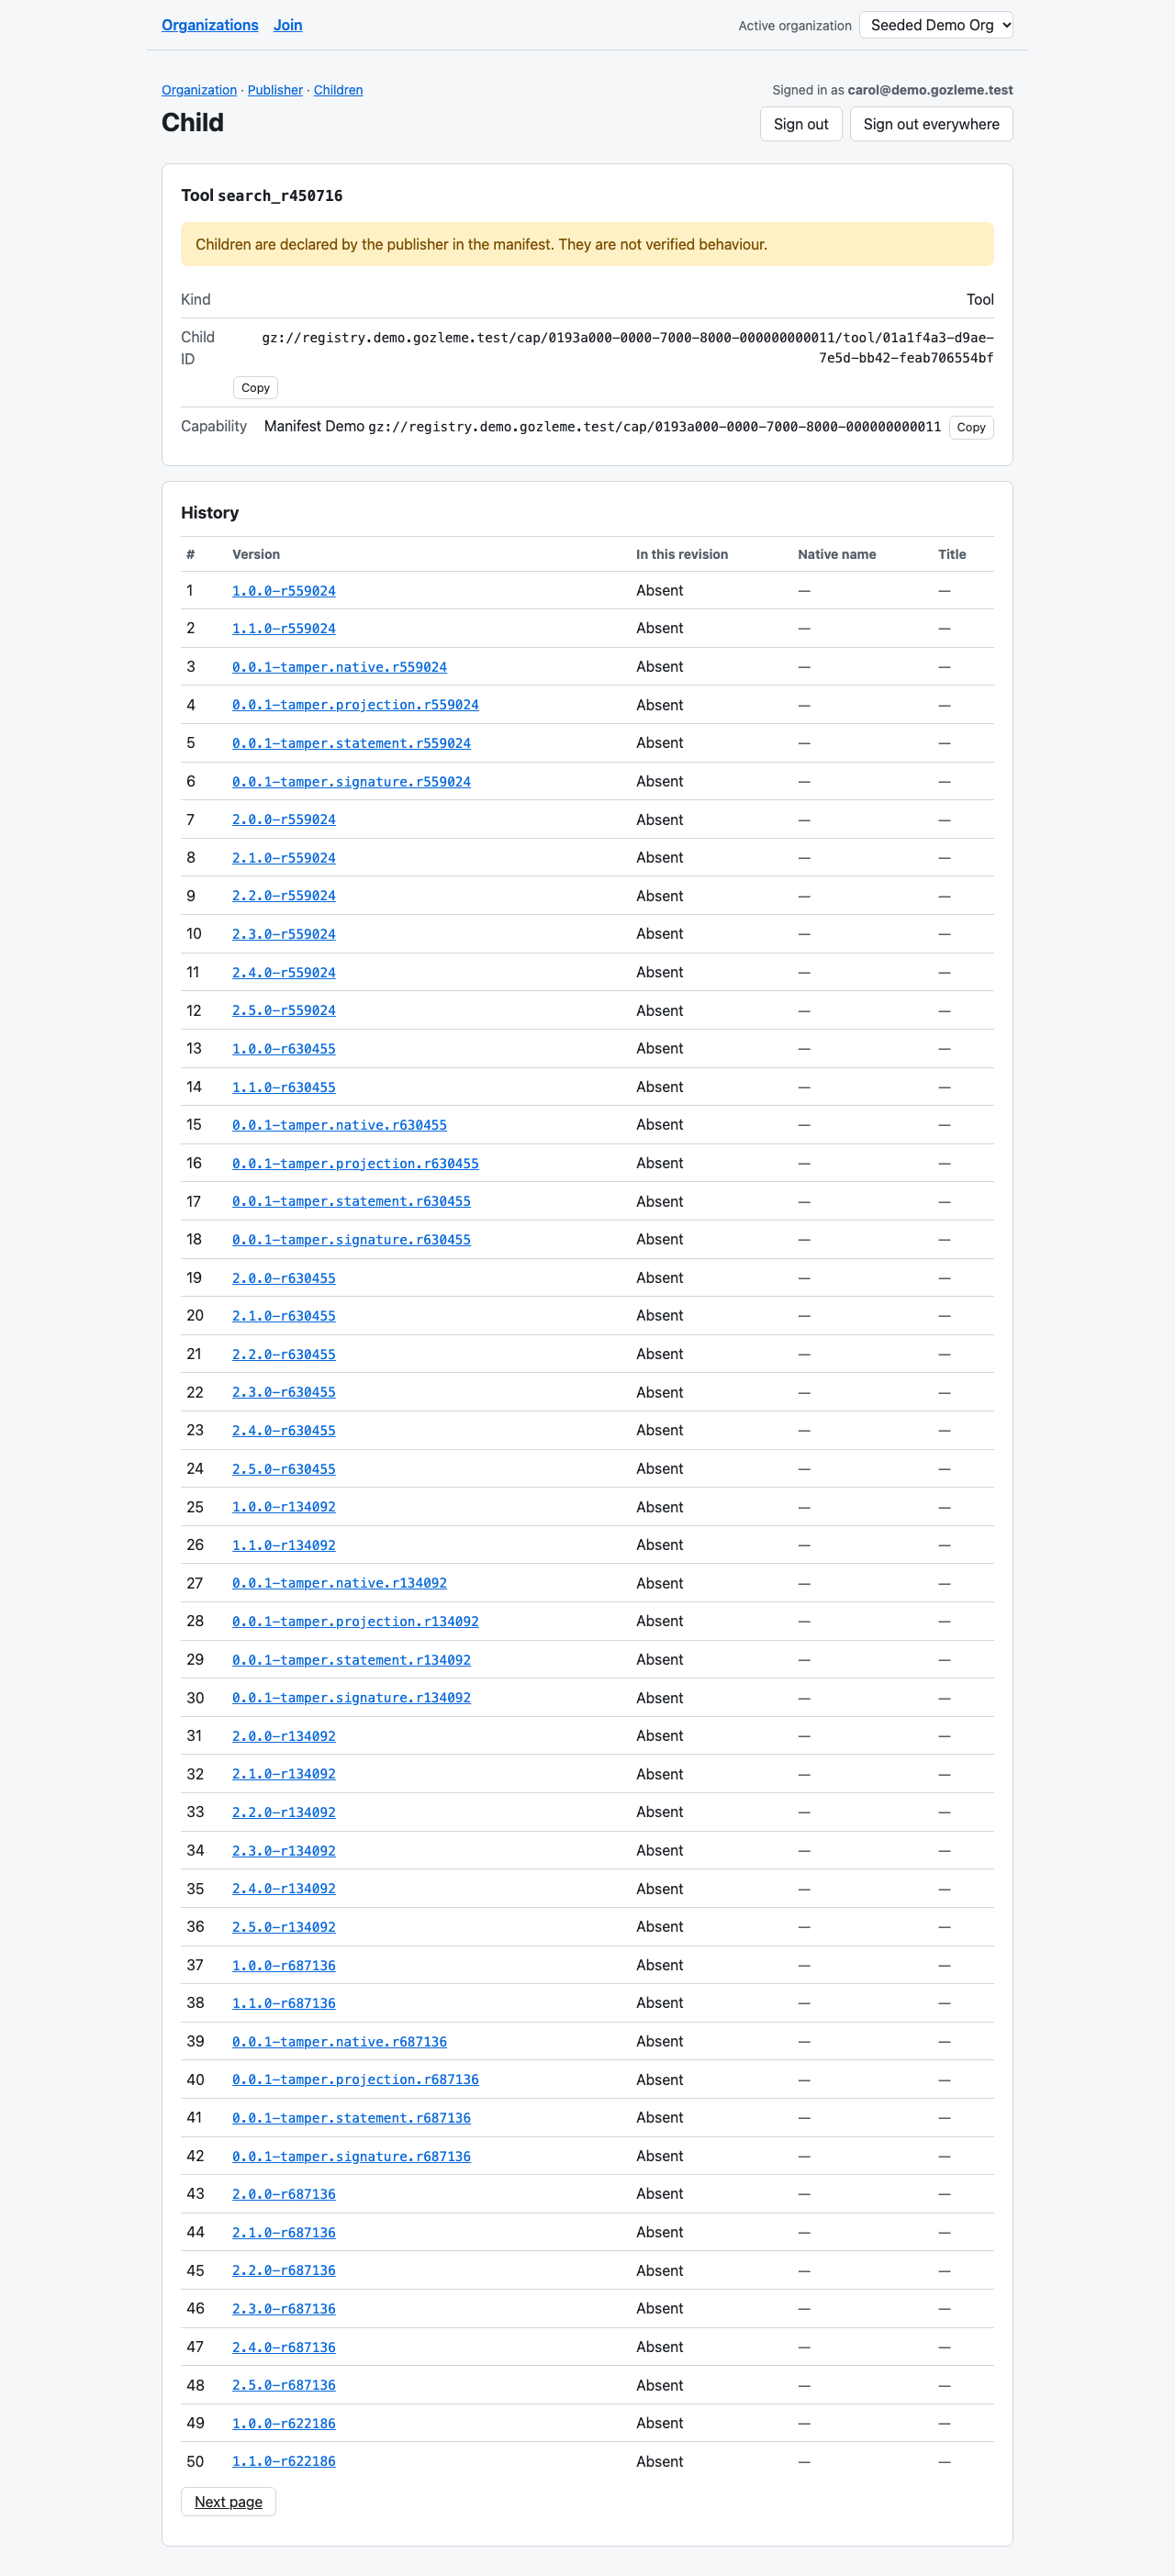 Organizations Join Active organization Seeded Demo Org
Organization · Publisher · Children Signed in as carol@demo.gozleme.test
Child Sign out Sign out everywhere
Tool search_r450716
Children are declared by the publisher in the manifest. They are not verified behaviour.
Kind Tool
Child ID gz://registry.demo.gozleme.test/cap/0193a000-0000-7000-8000-000000000011/tool/01a1f4a3-d9ae-
7e5d-bb42-feab706554bf
Copy
Capability Manifest Demo gz://registry.demo.gozleme.test/cap/0193a000-0000-7000-8000-000000000011 Copy
History
# Version In this revision Native name Title
1 1.0.0-r559024 Absent — —
2 1.1.0-r559024 Absent — —
3 0.0.1-tamper.native.r559024 Absent — —
4 0.0.1-tamper.projection.r559024 Absent — —
5 0.0.1-tamper.statement.r559024 Absent — —
6 0.0.1-tamper.signature.r559024 Absent — —
7 2.0.0-r559024 Absent — —
8 2.1.0-r559024 Absent — —
9 2.2.0-r559024 Absent — —
10 2.3.0-r559024 Absent — —
11 2.4.0-r559024 Absent — —
12 2.5.0-r559024 Absent — —
13 1.0.0-r630455 Absent — —
14 1.1.0-r630455 Absent — —
15 0.0.1-tamper.native.r630455 Absent — —
16 0.0.1-tamper.projection.r630455 Absent — —
17 0.0.1-tamper.statement.r630455 Absent — —
18 0.0.1-tamper.signature.r630455 Absent — —
19 2.0.0-r630455 Absent — —
20 2.1.0-r630455 Absent — —
21 2.2.0-r630455 Absent — —
22 2.3.0-r630455 Absent — —
23 2.4.0-r630455 Absent — —
24 2.5.0-r630455 Absent — —
25 1.0.0-r134092 Absent — —
26 1.1.0-r134092 Absent — —
27 0.0.1-tamper.native.r134092 Absent — —
28 0.0.1-tamper.projection.r134092 Absent — —
29 0.0.1-tamper.statement.r134092 Absent — —
30 0.0.1-tamper.signature.r134092 Absent — —
31 2.0.0-r134092 Absent — —
32 2.1.0-r134092 Absent — —
33 2.2.0-r134092 Absent — —
34 2.3.0-r134092 Absent — —
35 2.4.0-r134092 Absent — —
36 2.5.0-r134092 Absent — —
37 1.0.0-r687136 Absent — —
38 1.1.0-r687136 Absent — —
39 0.0.1-tamper.native.r687136 Absent — —
40 0.0.1-tamper.projection.r687136 Absent — —
41 0.0.1-tamper.statement.r687136 Absent — —
42 0.0.1-tamper.signature.r687136 Absent — —
43 2.0.0-r687136 Absent — —
44 2.1.0-r687136 Absent — —
45 2.2.0-r687136 Absent — —
46 2.3.0-r687136 Absent — —
47 2.4.0-r687136 Absent — —
48 2.5.0-r687136 Absent — —
49 1.0.0-r622186 Absent — —
50 1.1.0-r622186 Absent — —
Next page